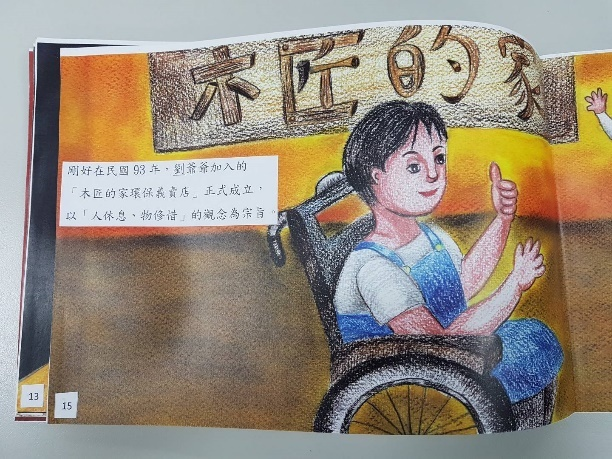 木匠的家
剛好在民國 93 年，劉爺爺加入的
「木匠的家環保義賣店」正式成立，
以「人休息、物修惜」的觀念為宗旨。
13
15